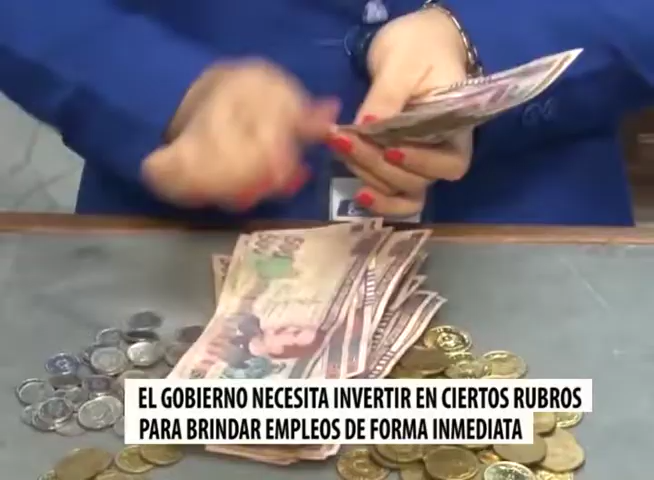 EL GOBIERNO NECESITA INVERTIR EN CIERTOS RUBROS
PARA BRINDAR EMPLEOS DE FORMA INMEDIATA